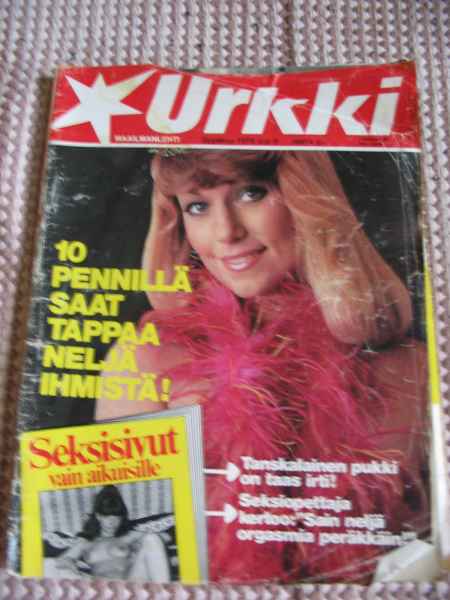 Urkki
MAAILMANLEHTI
10
PENNILLÄ
SAAT
TAPPAA
NELJÄ
IHMISTÄ!
Seksisivut
vain aikuisille
Tanskalainen pukki
on taas irti!
Seksiopettaja
kertoo: "Sain neljä
orgasmia peräkkäin!"